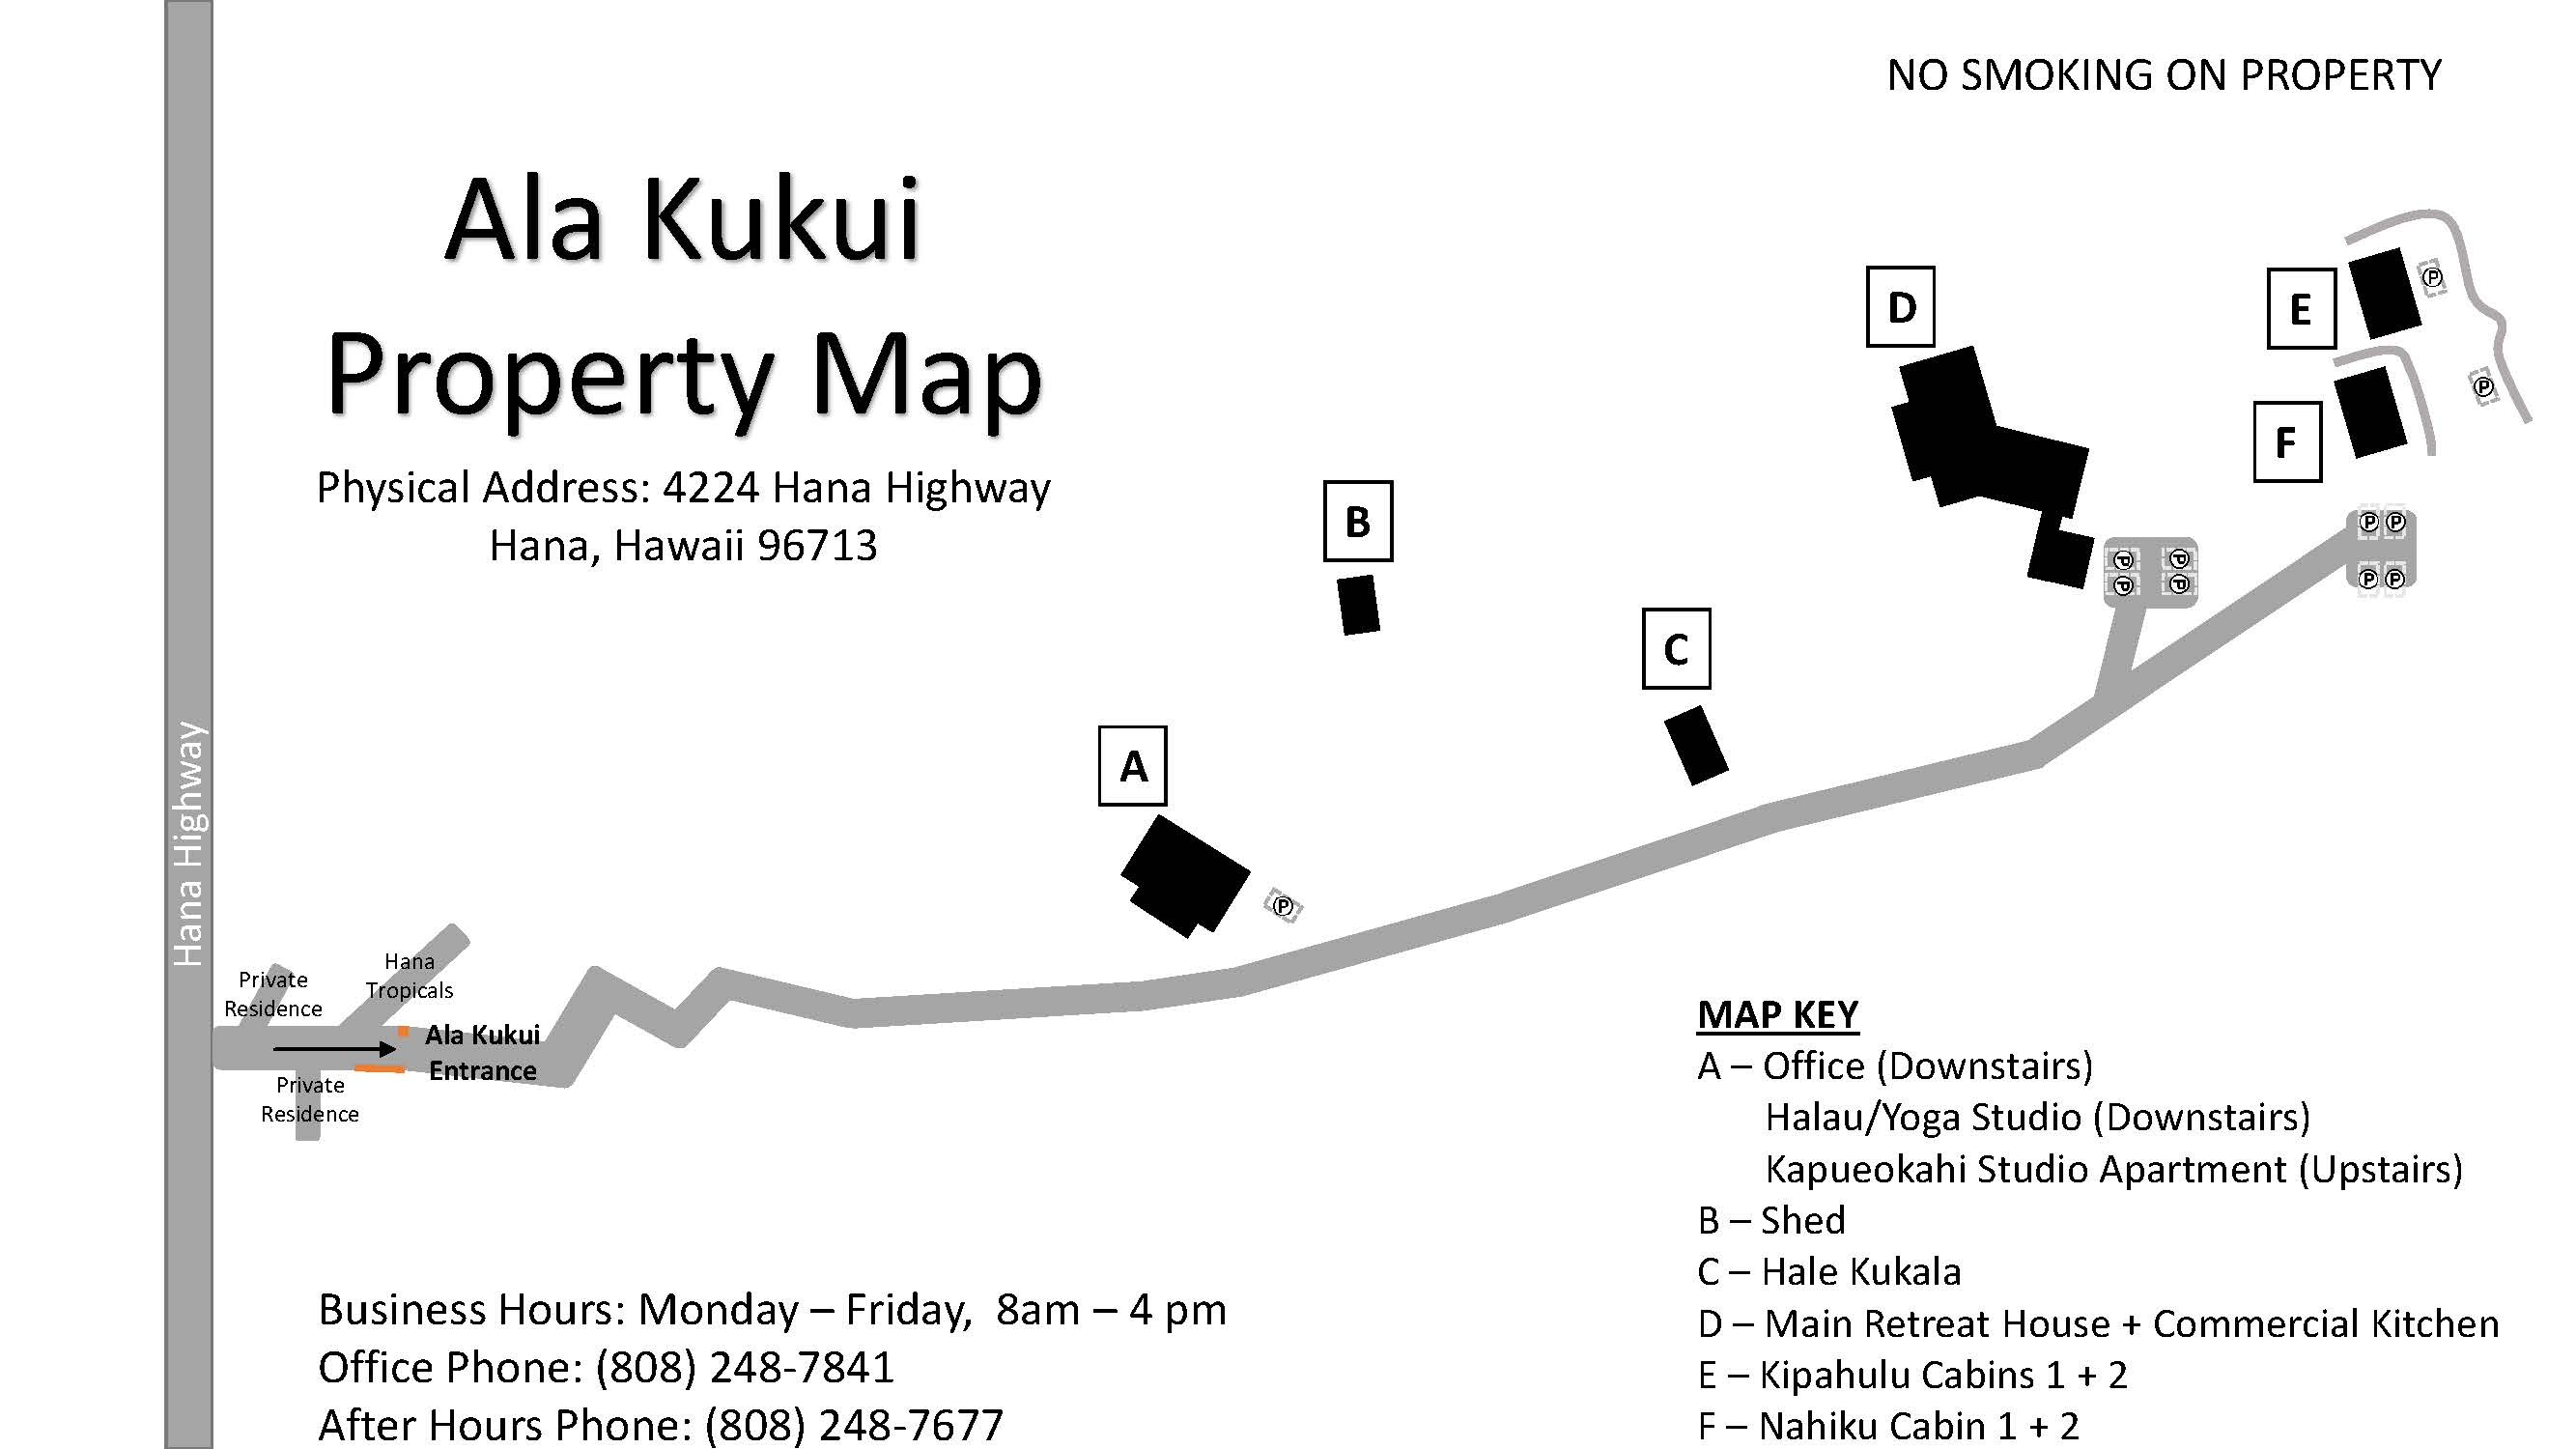 NO SMOKING ON PROPERTY
Ala Kukui
Property Map
Physical Address: 4224 Hana Highway
Hana, Hawaii 96713
D
E
F
B
C
A
P
P
P
P
P
P
P
P
P
P
P
Hana Highway
Private
Residence
Hana
Tropicals
Ala Kukui
Entrance
Private
Residence
MAP KEY
A – Office (Downstairs)
Halau/Yoga Studio (Downstairs)
Kapueokahi Studio Apartment (Upstairs)
B – Shed
C – Hale Kukala
D – Main Retreat House + Commercial Kitchen
E – Kipahulu Cabins 1 + 2
F – Nahiku Cabin 1 + 2
Business Hours: Monday – Friday, 8am – 4 pm
Office Phone: (808) 248-7841
After Hours Phone: (808) 248-7677